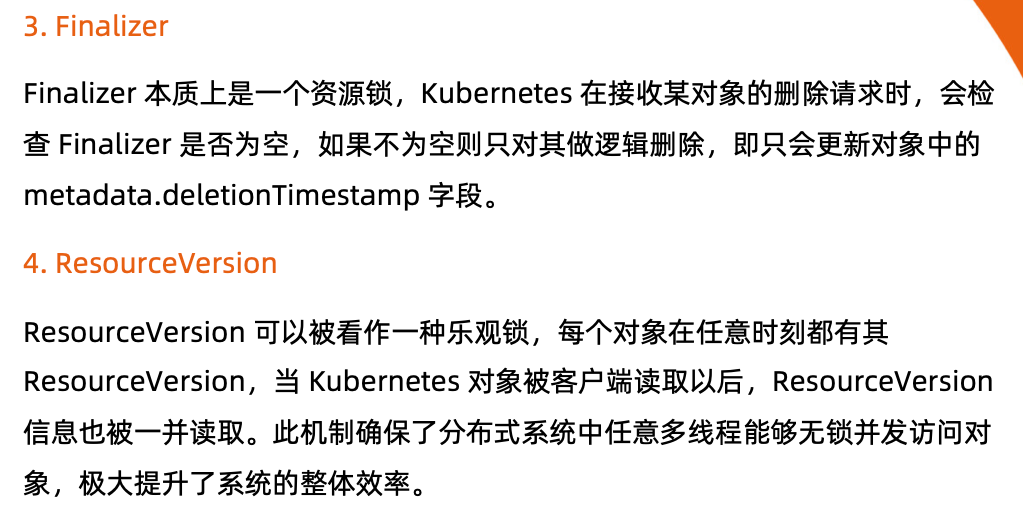 3. Finalizer
Finalizer 本质上是一个资源锁，Kubernetes 在接收某对象的删除请求时，会检
查 Finalizer 是否为空，如果不为空则只对其做逻辑删除，即只会更新对象中的
metadata.deletionTimestamp 字段。
4. ResourceVersion
ResourceVersion 可以被看作一种乐观锁，每个对象在任意时刻都有其
ResourceVersion，当 Kubernetes 对象被客户端读取以后，ResourceVersion
信息也被一并读取。此机制确保了分布式系统中任意多线程能够无锁并发访问对
象，极大提升了系统的整体效率。